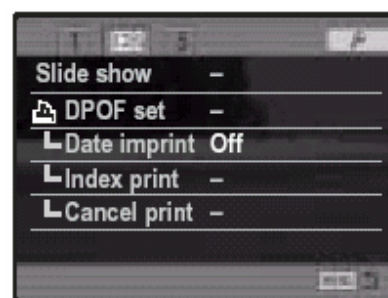 Slide show –
DPOF set –
Date imprint Off
Index print –
Cancel print –